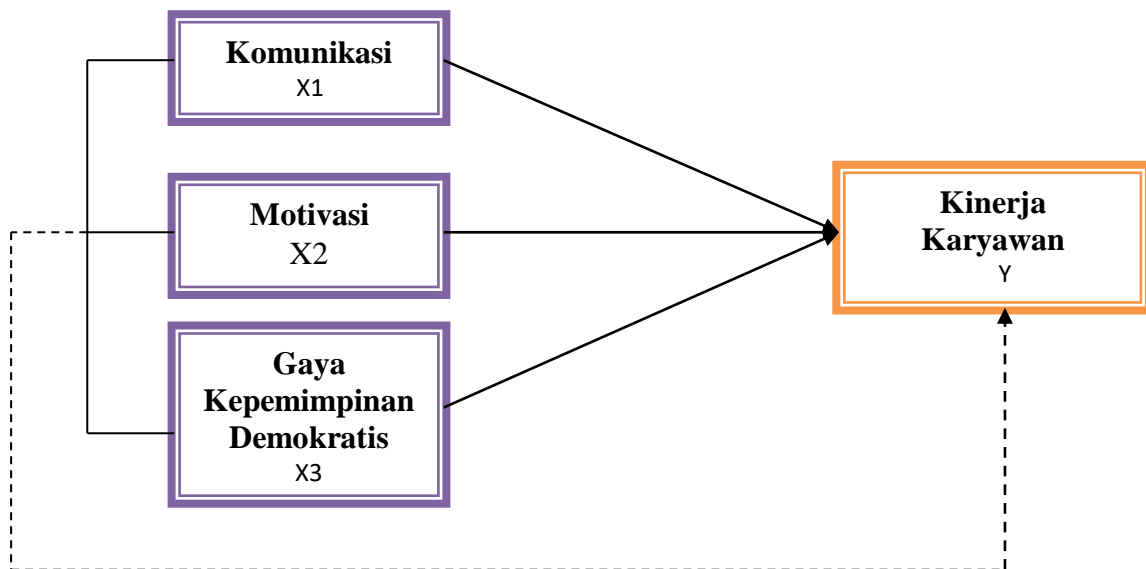 Komunikasi
X1
Motivasi
X2
Gaya
Kepemimpinan
Demokratis
X3
Kinerja
Karyawan
Y